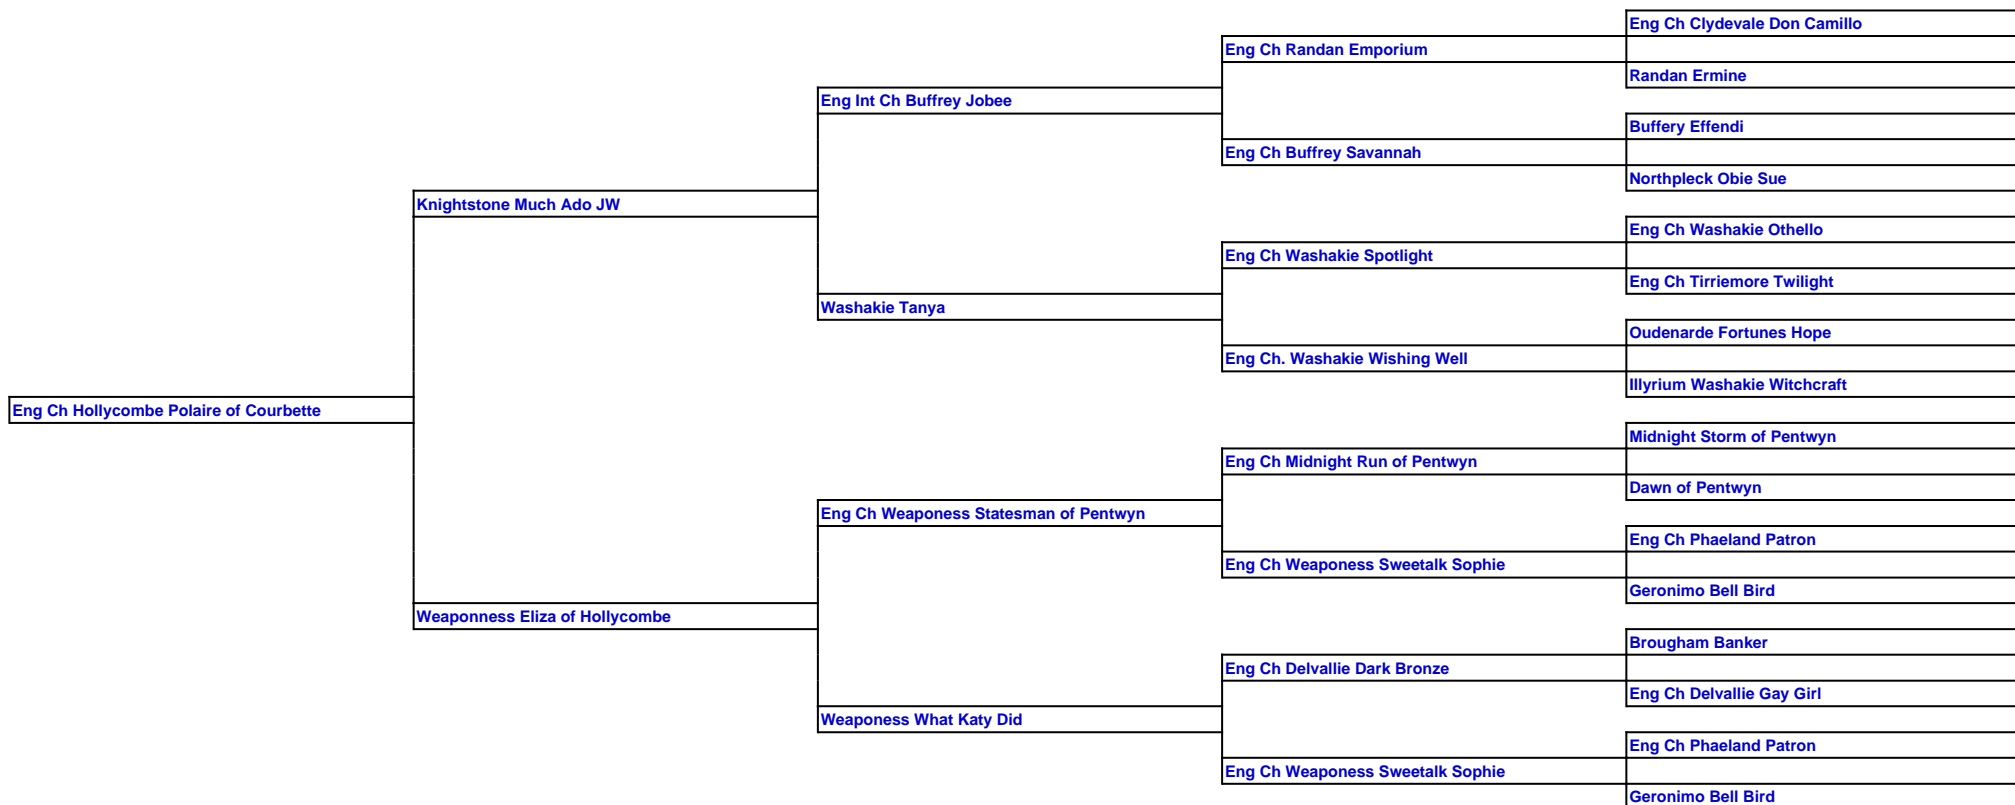 Eng Ch Clydevale Don Camillo
Eng Ch Randan Emporium
Randan Ermine
Eng Int Ch Buffrey Jobee
Buffery Effendi
Eng Ch Buffrey Savannah
Northpleck Obie Sue
Knightstone Much Ado JW
Eng Ch Washakie Othello
Eng Ch Washakie Spotlight
Eng Ch Tirriemore Twilight
Washakie Tanya
Oudenarde Fortunes Hope
Eng Ch. Washakie Wishing Well
Illyrium Washakie Witchcraft
Eng Ch Hollycombe Polaire of Courbette
Midnight Storm of Pentwyn
Eng Ch Midnight Run of Pentwyn
Dawn of Pentwyn
Eng Ch Weaponess Statesman of Pentwyn
Eng Ch Phaeland Patron
Eng Ch Weaponess Sweetalk Sophie
Geronimo Bell Bird
Weaponness Eliza of Hollycombe
Brougham Banker
Eng Ch Delvallie Dark Bronze
Eng Ch Delvallie Gay Girl
Weaponess What Katy Did
Eng Ch Phaeland Patron
Eng Ch Weaponess Sweetalk Sophie
Geronimo Bell Bird